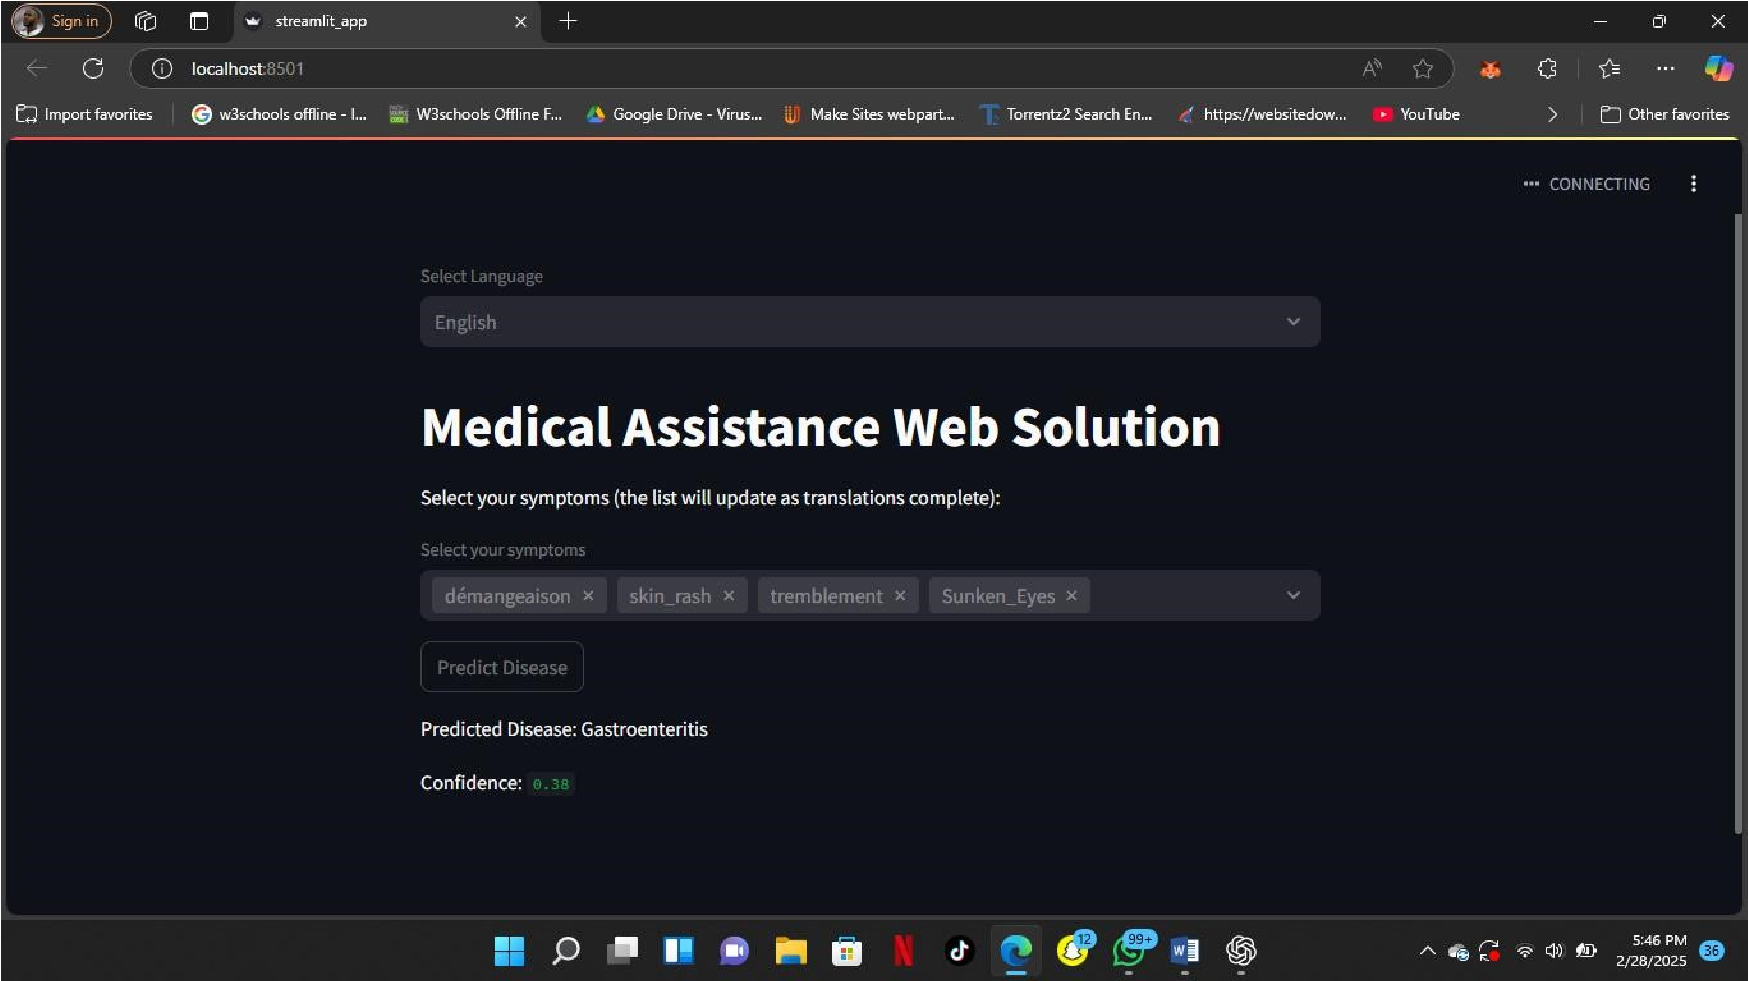 Sign in
streamlit_app
localhost:8501
Import favorites
w3schools offline - I...
W3schools Offline F...
Google Drive - Virus...
Make Sites webpart...
Torrentz2 Search En...
https://websitedow...
YouTube
Other favorites
CONNECTING
Select Language
English
Medical Assistance Web Solution
Select your symptoms (the list will update as translations complete):
Select your symptoms
démangeaison skin_rash tremblement Sunken_Eyes
Predict Disease
Predicted Disease: Gastroenteritis
Confidence: 0.38
12
99+
5:46 PM
2/28/2025
36